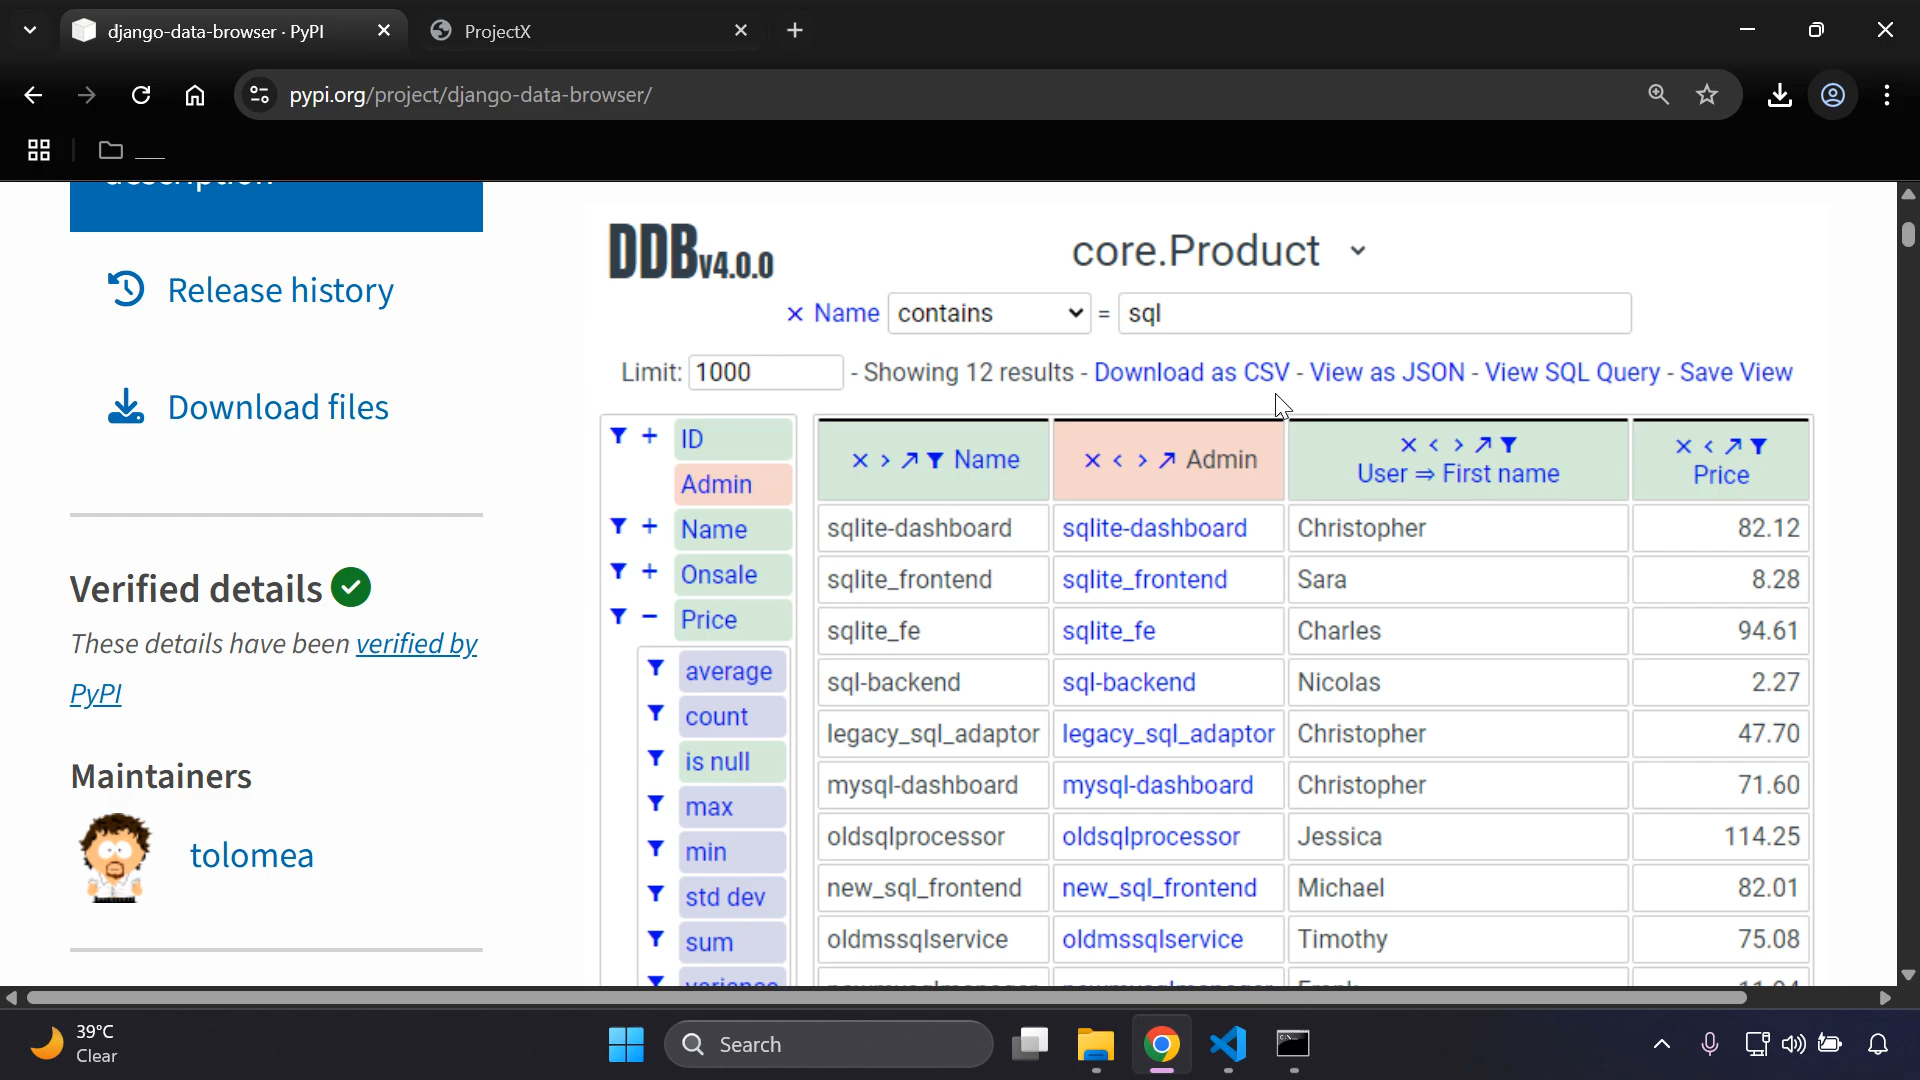 django-data-browser · PyPI
ProjectX
pypi.org/project/django-data-browser/
Release history
Download files
Verified details
These details have been verified by
PyPI
Maintainers
tolomea
DDBv4.0.0
core.Product
Name contains = sql
Limit: 1000 - Showing 12 results - Download as CSV - View as JSON - View SQL Query - Save View
ID
Admin
Name
Onsale
Price
average
count
is null
max
min
std dev
sum
Name Admin User ⇒ First name Price
sqlite-dashboard sqlite-dashboard Christopher 82.12
sqlite_frontend sqlite_frontend Sara 8.28
sqlite_fe sqlite_fe Charles 94.61
sql-backend sql-backend Nicolas 2.27
legacy_sql_adaptor legacy_sql_adaptor Christopher 47.70
mysql-dashboard mysql-dashboard Christopher 71.60
oldsqlprocessor oldsqlprocessor Jessica 114.25
new_sql_frontend new_sql_frontend Michael 82.01
oldmssqlservice oldmssqlservice Timothy 75.08
39°C
Clear
Search